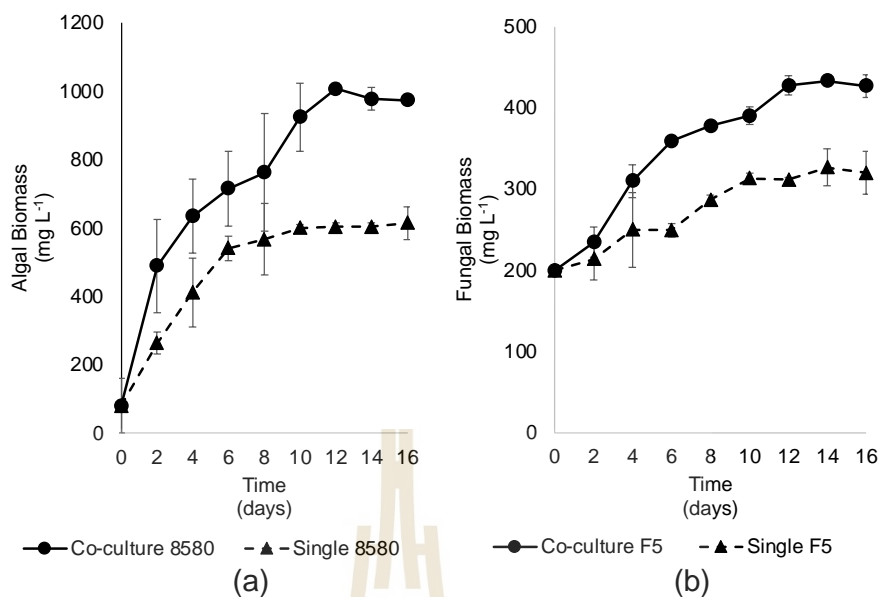 1200
1000
800
600
400
200
0
Algal Biomass
(mg L-1)
0 2 4 6 8 10 12 14 16
Time
(days)
Co-culture 8580 Single 8580
(a)
500
400
300
200
100
0
Fungal Biomass
(mg L-1)
0 2 4 6 8 10 12 14 16
Time
(days)
Co-culture F5 Single F5
(b)